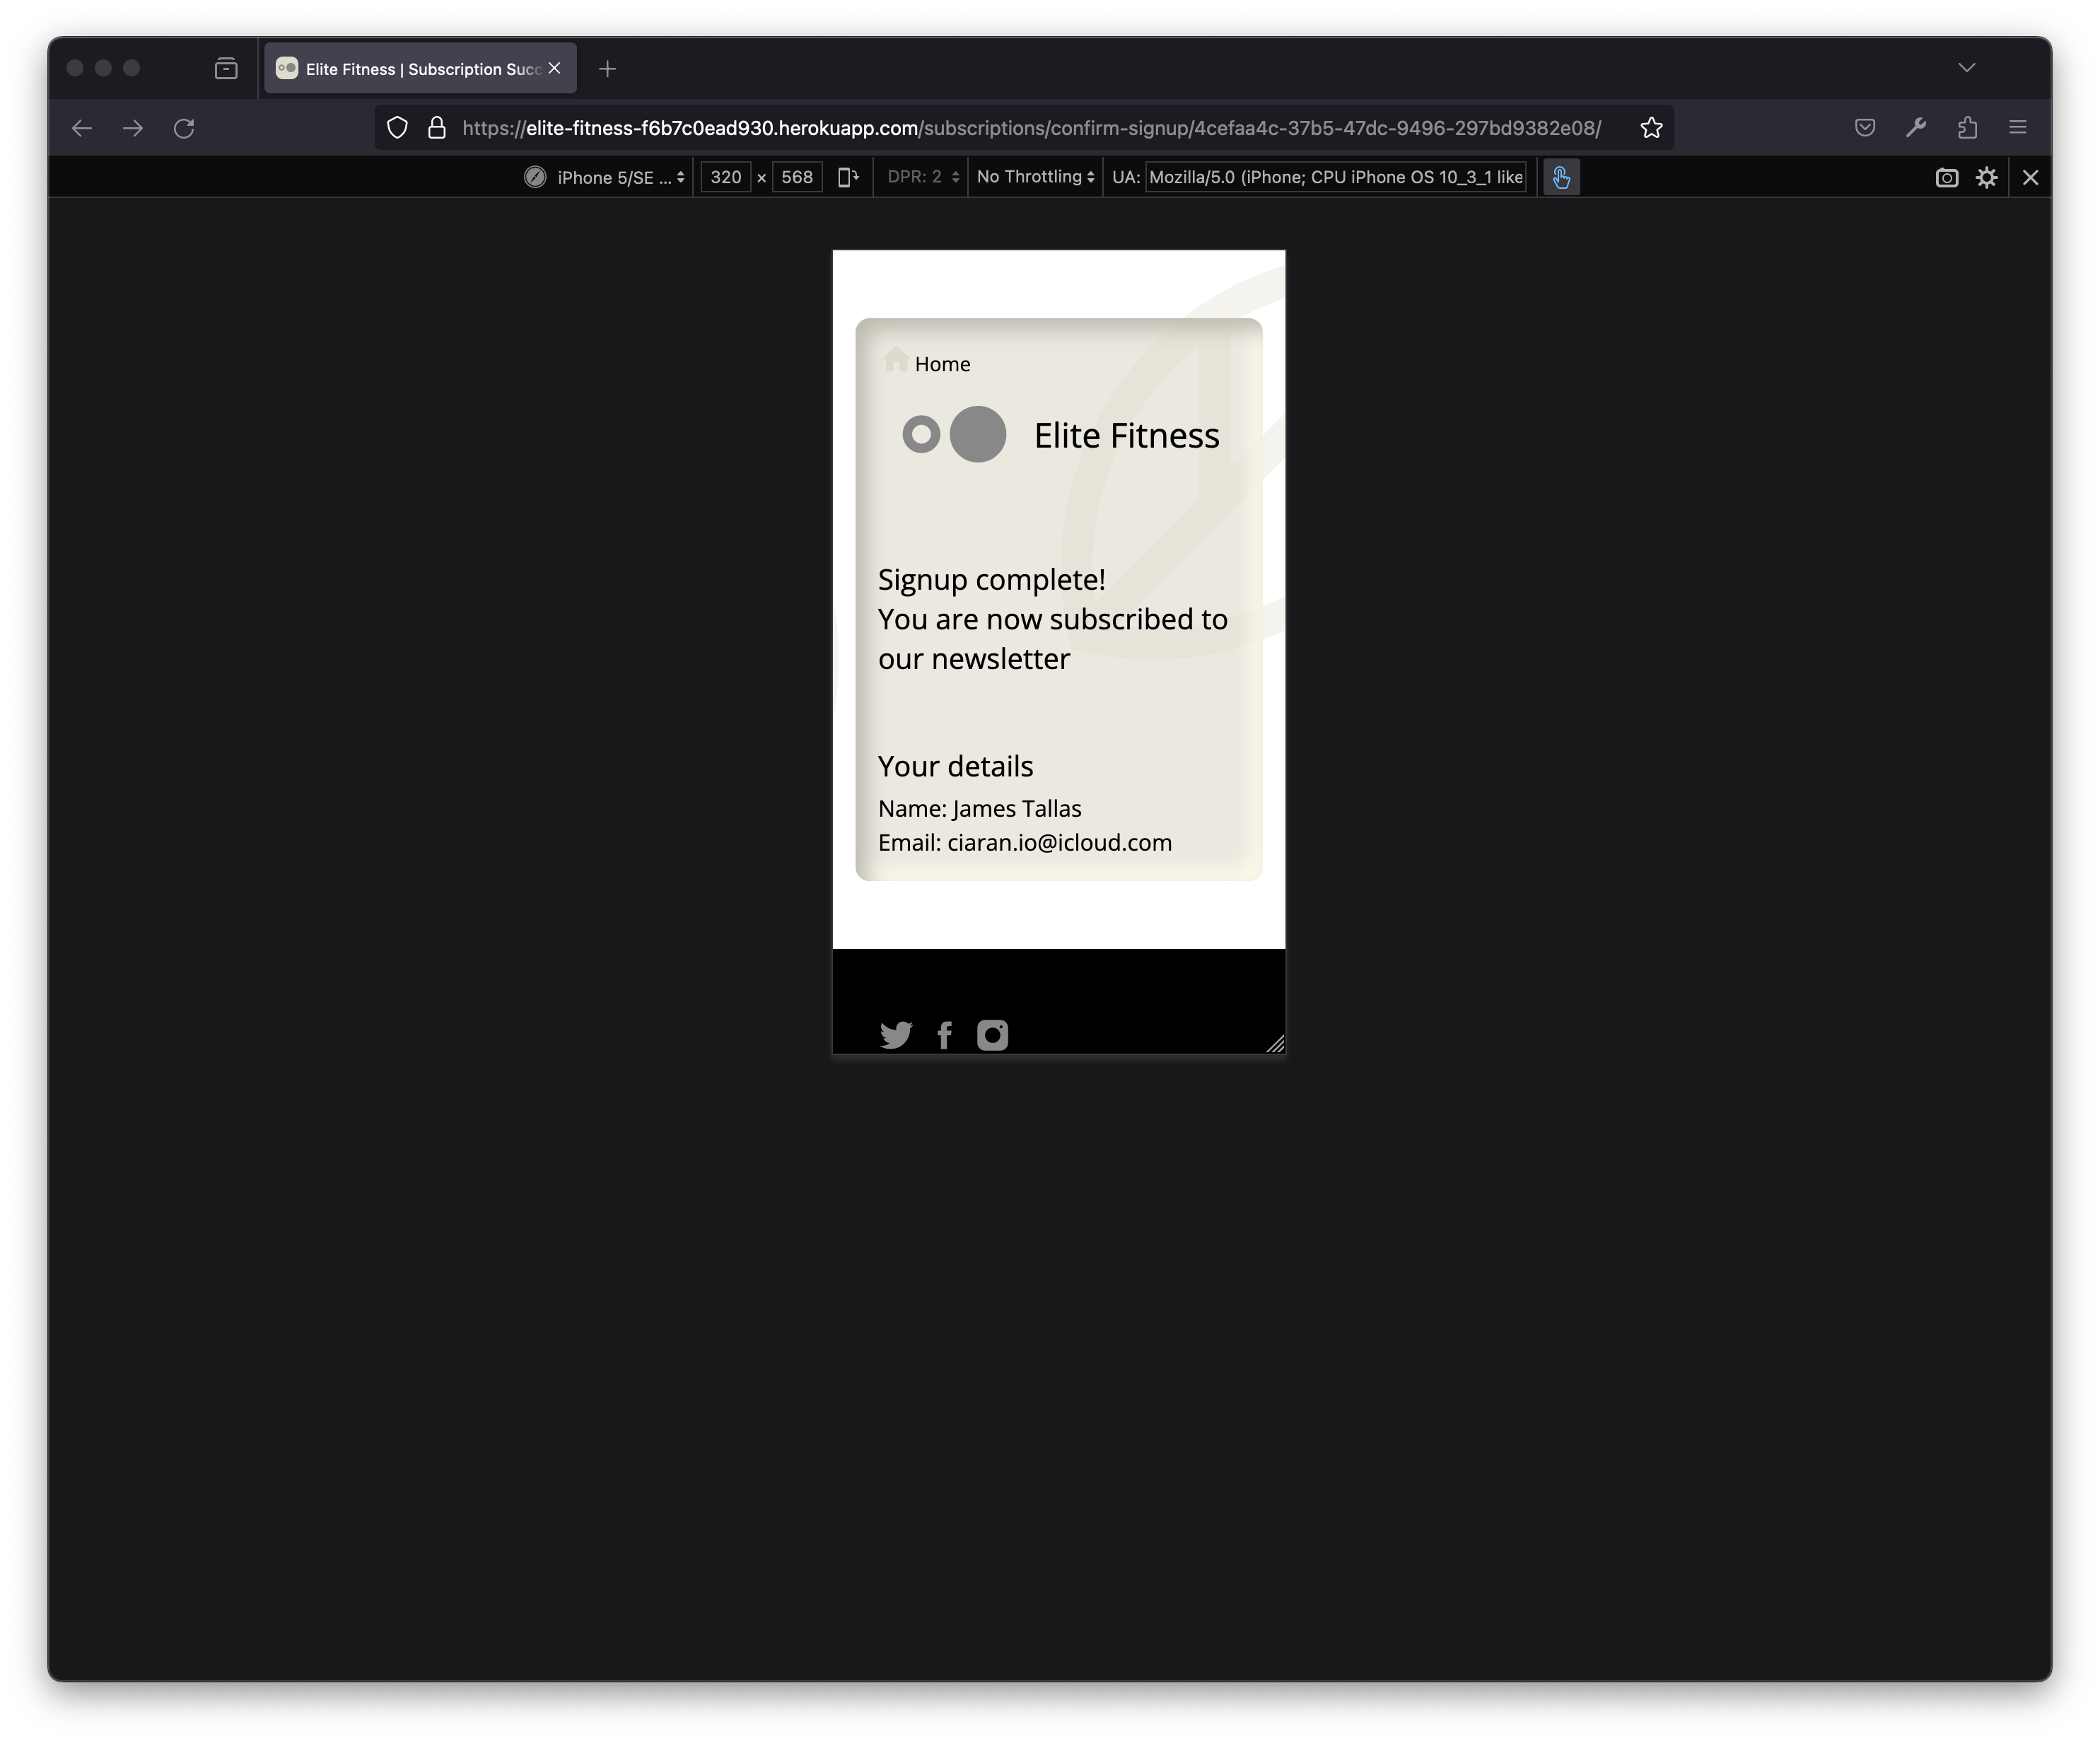 Elite Fitness | Subscription Succ
https://elite-fitness-f6b7c0ead930.herokuapp.com/subscriptions/confirm-signup/4cefaa4c-37b5-47dc-9496-297bd9382e08/
iPhone 5/SE ... 320 × 568 DPR: 2 No Throttling UA: Mozilla/5.0 (iPhone; CPU iPhone OS 10_3_1 like
Home
Elite Fitness
Signup complete!
You are now subscribed to
our newsletter
Your details
Name: James Tallas
Email: ciaran.io@icloud.com